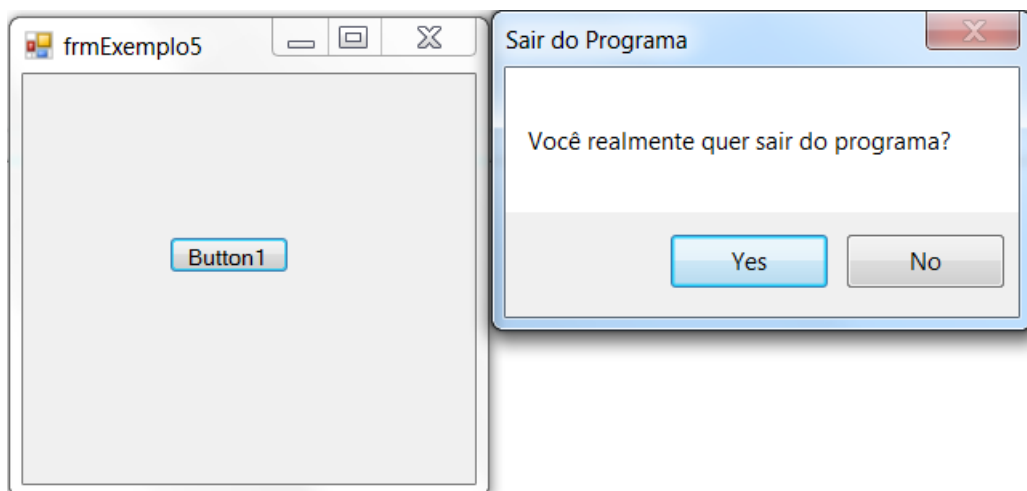 frmExemplo5
Button1
Sair do Programa
Você realmente quer sair do programa?
Yes
No